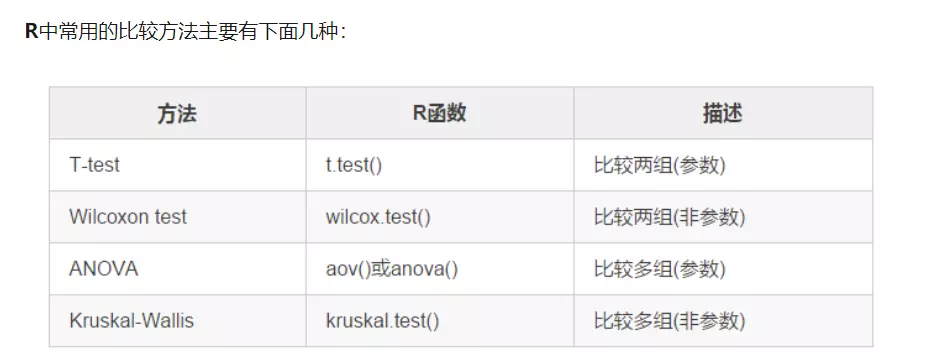 R中常用的比较方法主要有下面几种：
方法 R函数 描述
T-test t.test() 比较两组(参数)
Wilcoxon test wilcox.test() 比较两组(非参数)
ANOVA aov()或anova() 比较多组(参数)
Kruskal-Wallis kruskal.test() 比较多组(非参数)